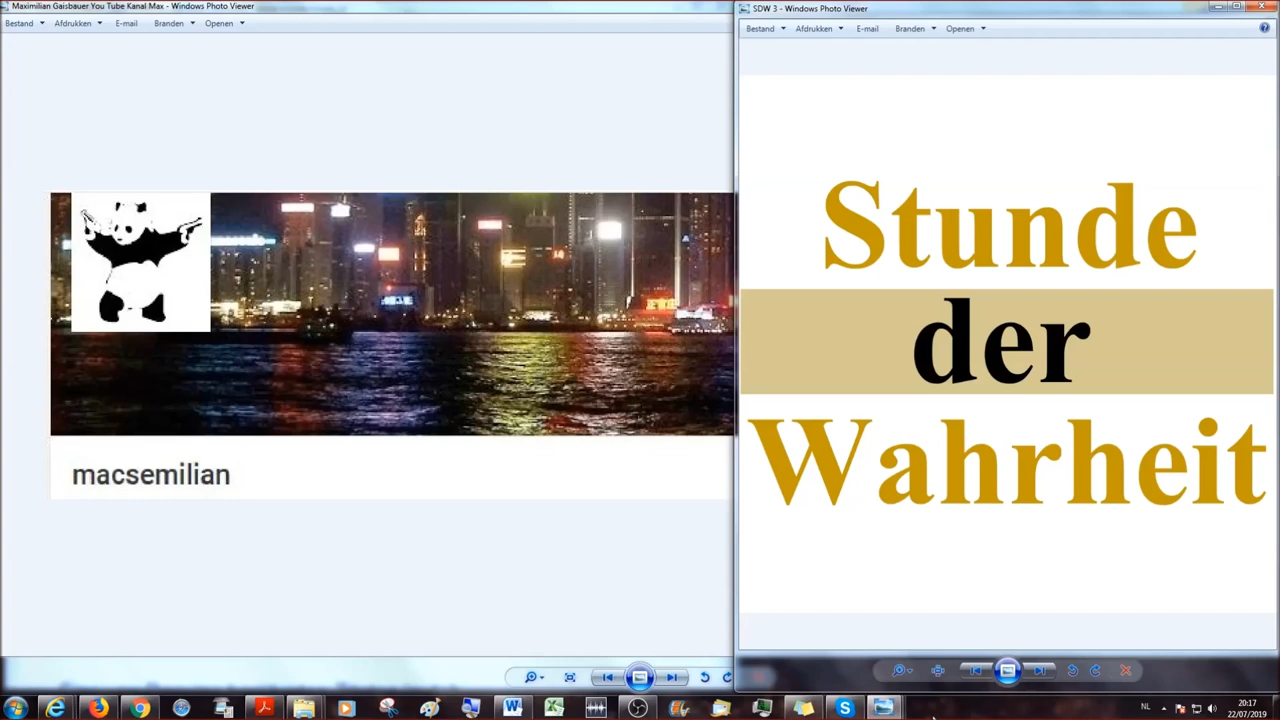 Maximilian Gaisbauer You Tube Kanal Max - Windows Photo Viewer
Bestand Afdrukken E-mail Branden Openen
macsemilian
SDW 3 - Windows Photo Viewer
Bestand Afdrukken E-mail Branden Openen
Stunde
der
Wahrheit
NL
20:17
22/07/2019